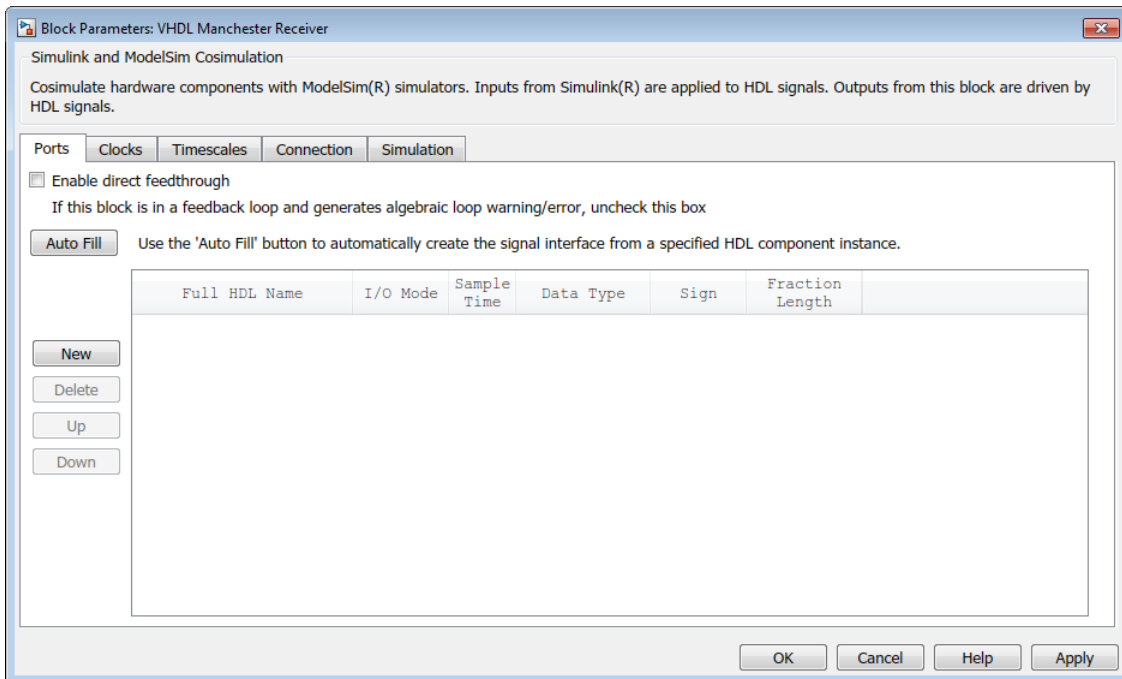 Block Parameters: VHDL Manchester Receiver
Simulink and ModelSim Cosimulation
Cosimulate hardware components with ModelSim(R) simulators. Inputs from Simulink(R) are applied to HDL signals. Outputs from this block are driven by
HDL signals.
Ports Clocks Timescales Connection Simulation
Enable direct feedthrough
If this block is in a feedback loop and generates algebraic loop warning/error, uncheck this box
Auto Fill Use the 'Auto Fill' button to automatically create the signal interface from a specified HDL component instance.
Full HDL Name I/O Mode Sample Time Data Type Sign Fraction Length
New
Delete
Up
Down
OK Cancel Help Apply